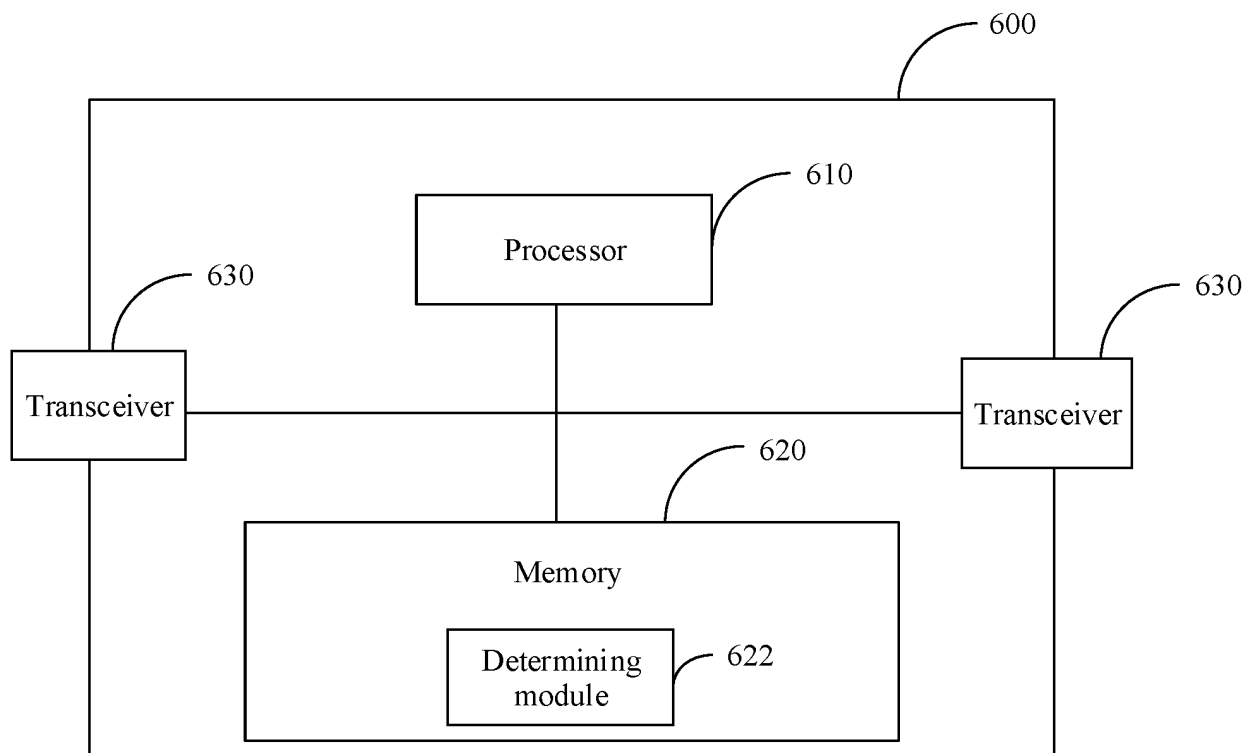 600
610
Processor
630
630
Transceiver
Transceiver
620
Memory
Determining
module
622